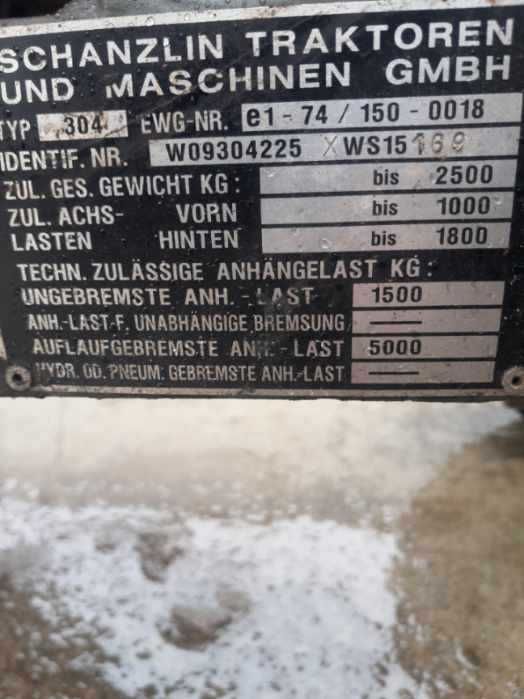 SCHANZLIN TRAKTOREN
UND MASCHINEN GMBH
TYP 304 EWG-NR. e1-74/150-0018
IDENTIF. NR. W09304225 X WS15169
ZUL. GES. GEWICHT KG: bis 2500
ZUL. ACHS- VORN bis 1000
LASTEN HINTEN bis 1800
TECHN. ZULÄSSIGE ANHÄNGELAST KG:
UNGEBREMSTE ANH.-LAST 1500
ANH.-LAST-F. UNABHÄNGIGE BREMSUNG —
AUFLAUFGEBREMSTE ANH.-LAST 5000
HYDR. OD. PNEUM. GEBREMSTE ANH.-LAST —